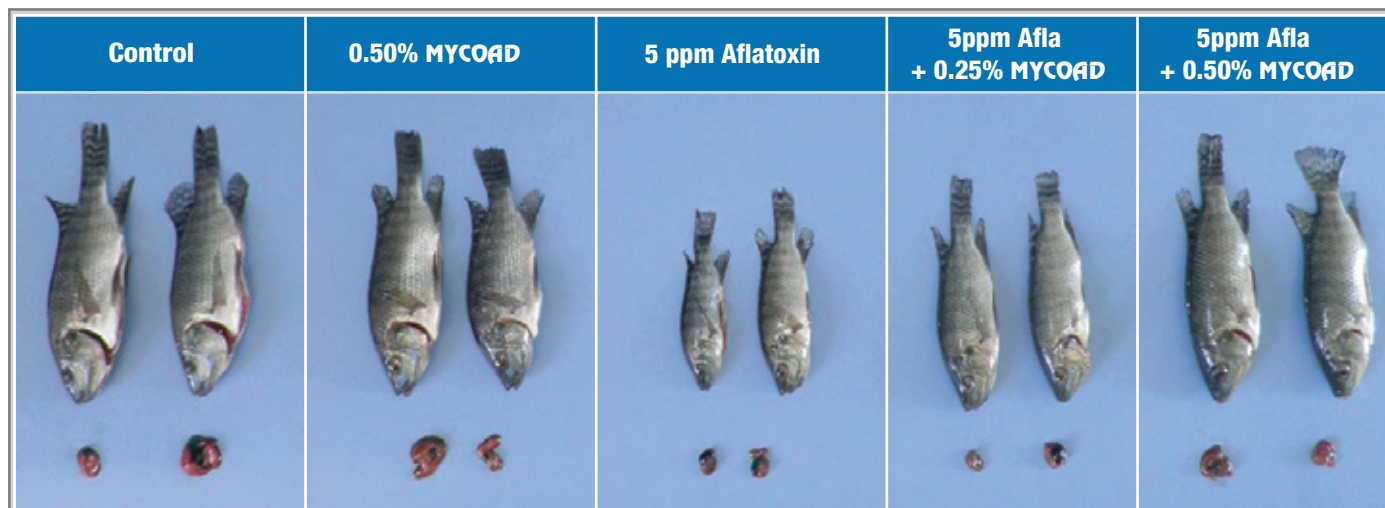 Control
0.50% MYCOAD
5 ppm Aflatoxin
5ppm Afla
+ 0.25% MYCOAD
5ppm Afla
+ 0.50% MYCOAD